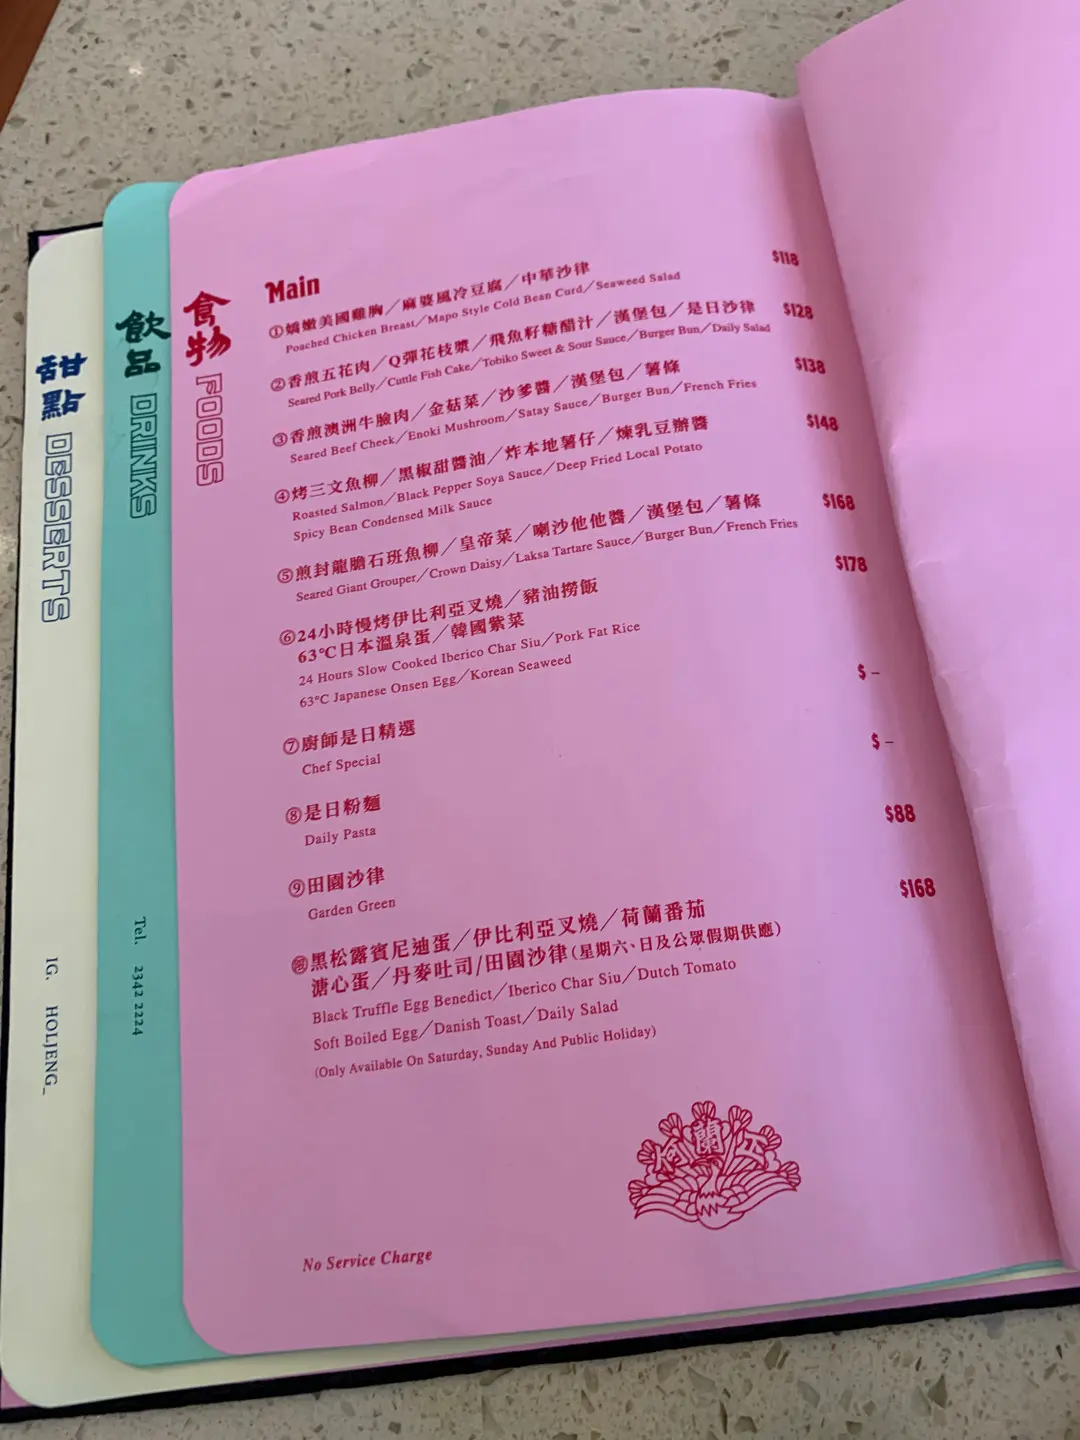 甜點 DESSERTS
IG. HOLJENG_
飲品 DRINKS
Tel. 2342 2224
食物 FOODS
Main
①嬌嫩美國雞胸／麻婆風冷豆腐／中華沙律 $118
Poached Chicken Breast／Mapo Style Cold Bean Curd／Seaweed Salad
②香煎五花肉／Q彈花枝漿／飛魚籽糖醋汁／漢堡包／是日沙律 $128
Seared Pork Belly／Cuttle Fish Cake／Tobiko Sweet & Sour Sauce／Burger Bun／Daily Salad
③香煎澳洲牛臉肉／金菇菜／沙爹醬／漢堡包／薯條 $138
Seared Beef Cheek／Enoki Mushroom／Satay Sauce／Burger Bun／French Fries
④烤三文魚柳／黑椒甜醬油／炸本地薯仔／煉乳豆瓣醬 $148
Roasted Salmon／Black Pepper Soya Sauce／Deep Fried Local Potato
Spicy Bean Condensed Milk Sauce
⑤煎封龍膽石班魚柳／皇帝菜／喇沙他他醬／漢堡包／薯條 $168
Seared Giant Grouper／Crown Daisy／Laksa Tartare Sauce／Burger Bun／French Fries
⑥24小時慢烤伊比利亞叉燒／豬油撈飯 $178
63℃日本溫泉蛋／韓國紫菜
24 Hours Slow Cooked Iberico Char Siu／Pork Fat Rice
63℃ Japanese Onsen Egg／Korean Seaweed
⑦廚師是日精選 $ –
Chef Special
⑧是日粉麵 $ –
Daily Pasta
⑨田園沙律 $88
Garden Green
黑松露賓尼迪蛋／伊比利亞叉燒／荷蘭番茄 $168
溏心蛋／丹麥吐司/田園沙律(星期六、日及公眾假期供應)
Black Truffle Egg Benedict／Iberico Char Siu／Dutch Tomato
Soft Boiled Egg／Danish Toast／Daily Salad
(Only Available On Saturday, Sunday And Public Holiday)
No Service Charge